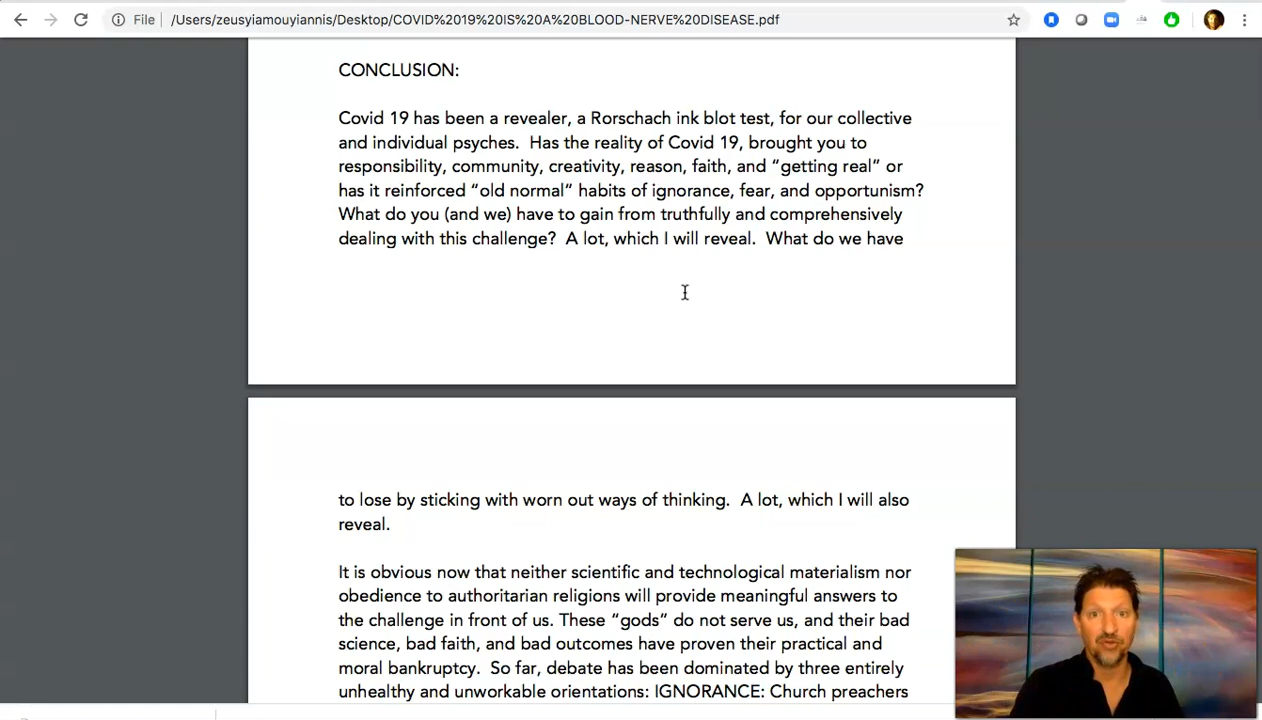 File
/Users/zeusyiamouyiannis/Desktop/COVID%2019%20IS%20A%20BLOOD-NERVE%20DISEASE.pdf
CONCLUSION:
Covid 19 has been a revealer, a Rorschach ink blot test, for our collective
and individual psyches.  Has the reality of Covid 19, brought you to
responsibility, community, creativity, reason, faith, and “getting real” or
has it reinforced “old normal” habits of ignorance, fear, and opportunism?
What do you (and we) have to gain from truthfully and comprehensively
dealing with this challenge?  A lot, which I will reveal.  What do we have
to lose by sticking with worn out ways of thinking.  A lot, which I will also
reveal.
It is obvious now that neither scientific and technological materialism nor
obedience to authoritarian religions will provide meaningful answers to
the challenge in front of us. These “gods” do not serve us, and their bad
science, bad faith, and bad outcomes have proven their practical and
moral bankruptcy.  So far, debate has been dominated by three entirely
unhealthy and unworkable orientations: IGNORANCE: Church preachers